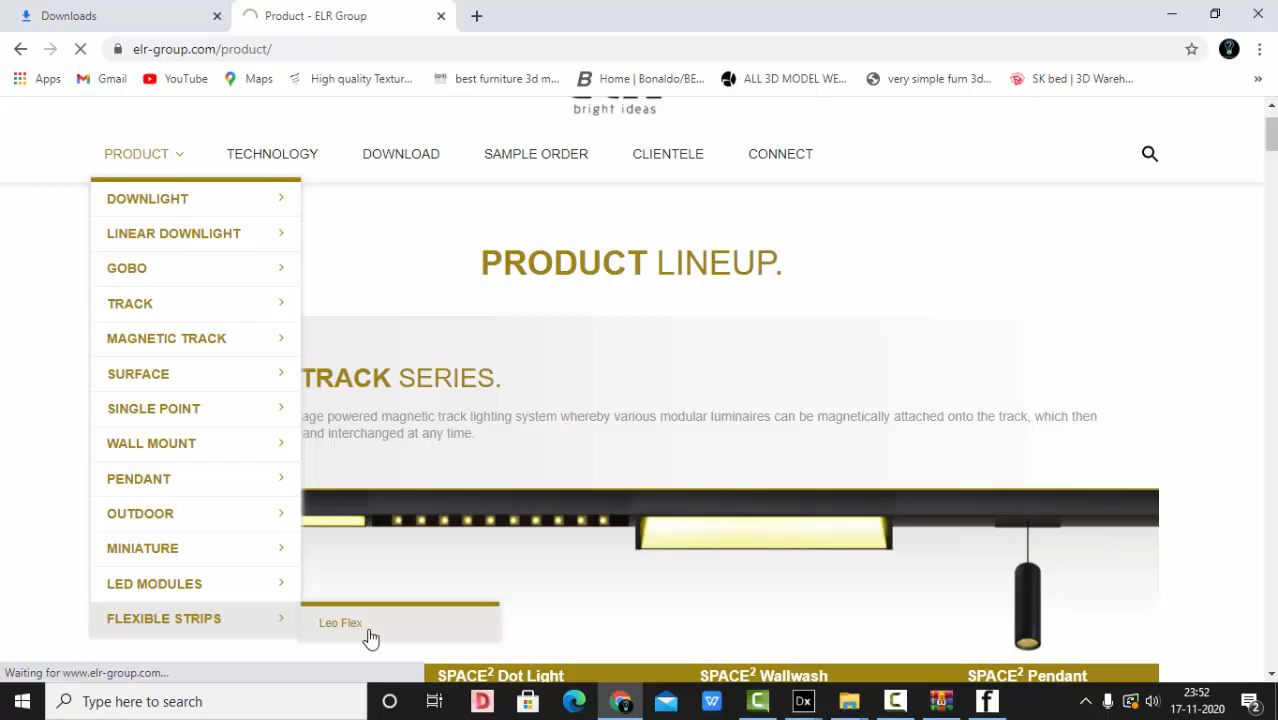 Downloads
Product - ELR Group
elr-group.com/product/
Apps
Gmail
YouTube
Maps
High quality Textur...
best furniture 3d m...
Home | Bonaldo/BE...
ALL 3D MODEL WE...
very simple furn 3d...
SK bed | 3D Wareh...
bright ideas
PRODUCT
TECHNOLOGY
DOWNLOAD
SAMPLE ORDER
CLIENTELE
CONNECT
DOWNLIGHT
LINEAR DOWNLIGHT
GOBO
TRACK
MAGNETIC TRACK
SURFACE
SINGLE POINT
WALL MOUNT
PENDANT
OUTDOOR
MINIATURE
LED MODULES
FLEXIBLE STRIPS
Leo Flex
PRODUCT LINEUP.
TRACK SERIES.
age powered magnetic track lighting system whereby various modular luminaires can be magnetically attached onto the track, which then
and interchanged at any time.
SPACE² Dot Light
SPACE² Wallwash
SPACE² Pendant
Waiting for www.elr-group.com...
Type here to search
23:52
17-11-2020
2